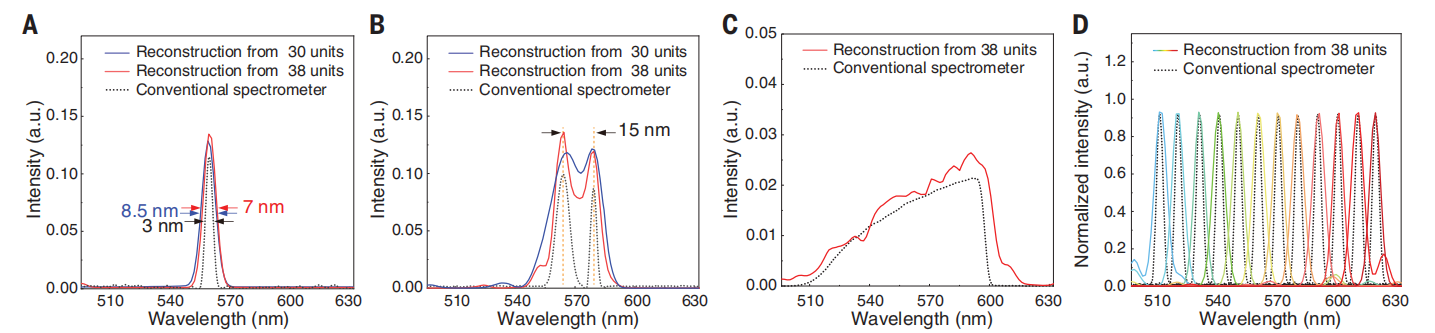 A
Intensity (a.u.)
0.20
0.15
0.10
0.05
0.00
Reconstruction from 30 units
Reconstruction from 38 units
Conventional spectrometer
8.5 nm
7 nm
3 nm
510 540 570 600 630
Wavelength (nm)
B
Intensity (a.u.)
0.20
0.15
0.10
0.05
0.00
Reconstruction from 30 units
Reconstruction from 38 units
Conventional spectrometer
15 nm
510 540 570 600 630
Wavelength (nm)
C
Intensity (a.u.)
0.05
0.04
0.03
0.02
0.01
0.00
Reconstruction from 38 units
Conventional spectrometer
510 540 570 600 630
Wavelength (nm)
D
Normalized intensity (a.u.)
1.2
1.0
0.8
0.6
0.4
0.2
0.0
Reconstruction from 38 units
Conventional spectrometer
510 540 570 600 630
Wavelength (nm)